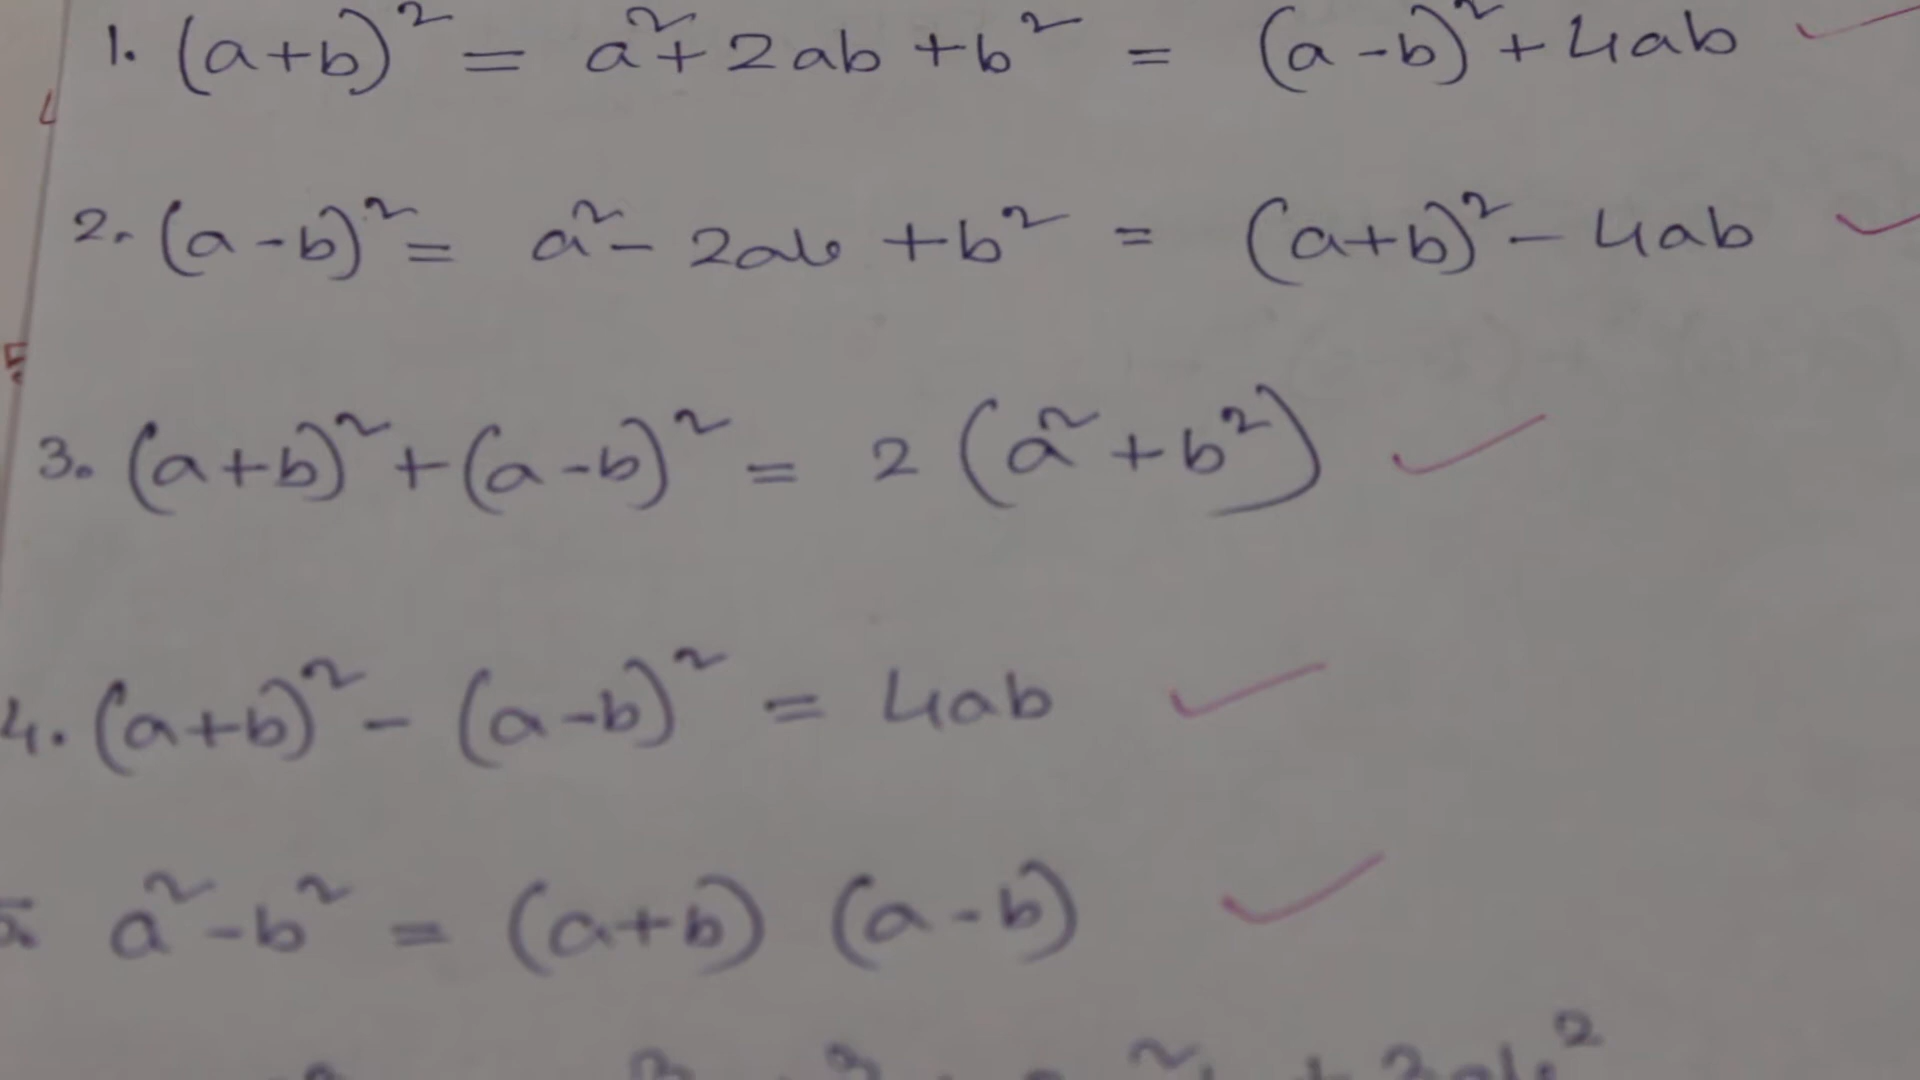 1. (a+b)² = a²+2ab+b² = (a-b)²+4ab
2. (a-b)² = a²-2ab+b² = (a+b)²-4ab
3. (a+b)²+(a-b)² = 2(a²+b²)
4. (a+b)²-(a-b)² = 4ab
5. a²-b² = (a+b) (a-b)